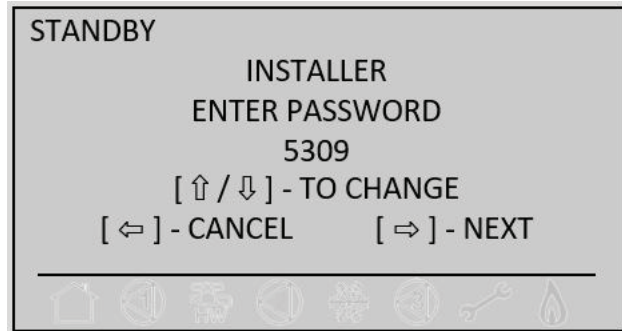 STANDBY
INSTALLER
ENTER PASSWORD
5309
[ ⇧ / ⇩ ] - TO CHANGE
[ ⇦ ] - CANCEL [ ⇨ ] - NEXT